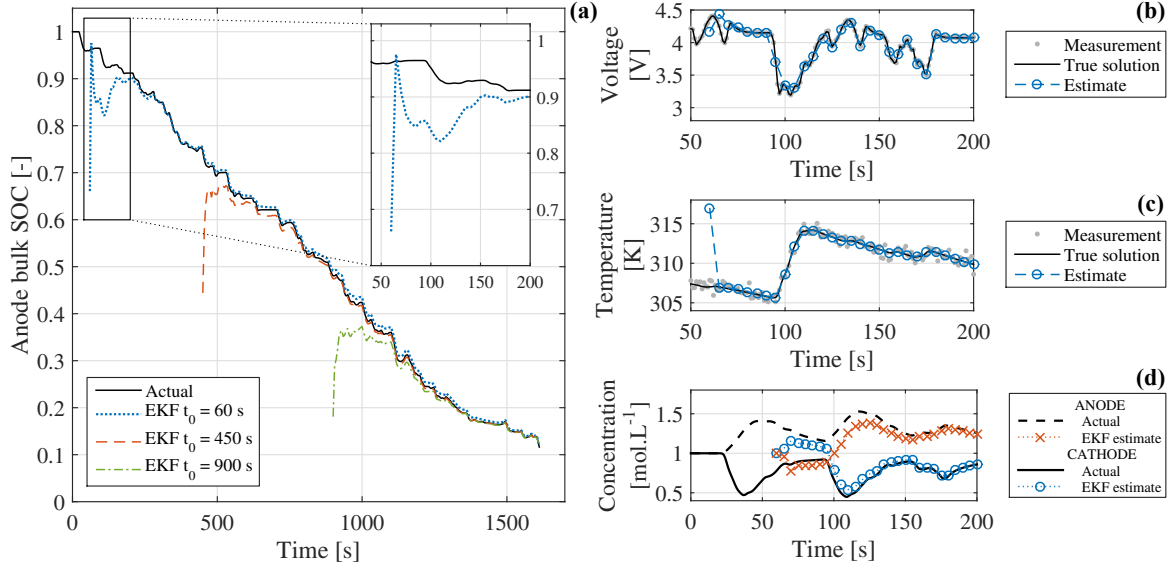 (a)
Anode bulk SOC [-]
1
0.9
0.8
0.7
0.6
0.5
0.4
0.3
0.2
0.1
0
0
500
1000
1500
Time [s]
1
0.9
0.8
0.7
50
100
150
200
Actual
EKF t0 = 60 s
EKF t0 = 450 s
EKF t0 = 900 s
(b)
Voltage
[V]
4.5
4
3.5
3
50
100
150
200
Time [s]
Measurement
True solution
Estimate
(c)
Temperature
[K]
315
310
305
50
100
150
200
Time [s]
Measurement
True solution
Estimate
(d)
Concentration
[mol.L-1]
1.5
1
0.5
0
50
100
150
200
Time [s]
ANODE
Actual
EKF estimate
CATHODE
Actual
EKF estimate